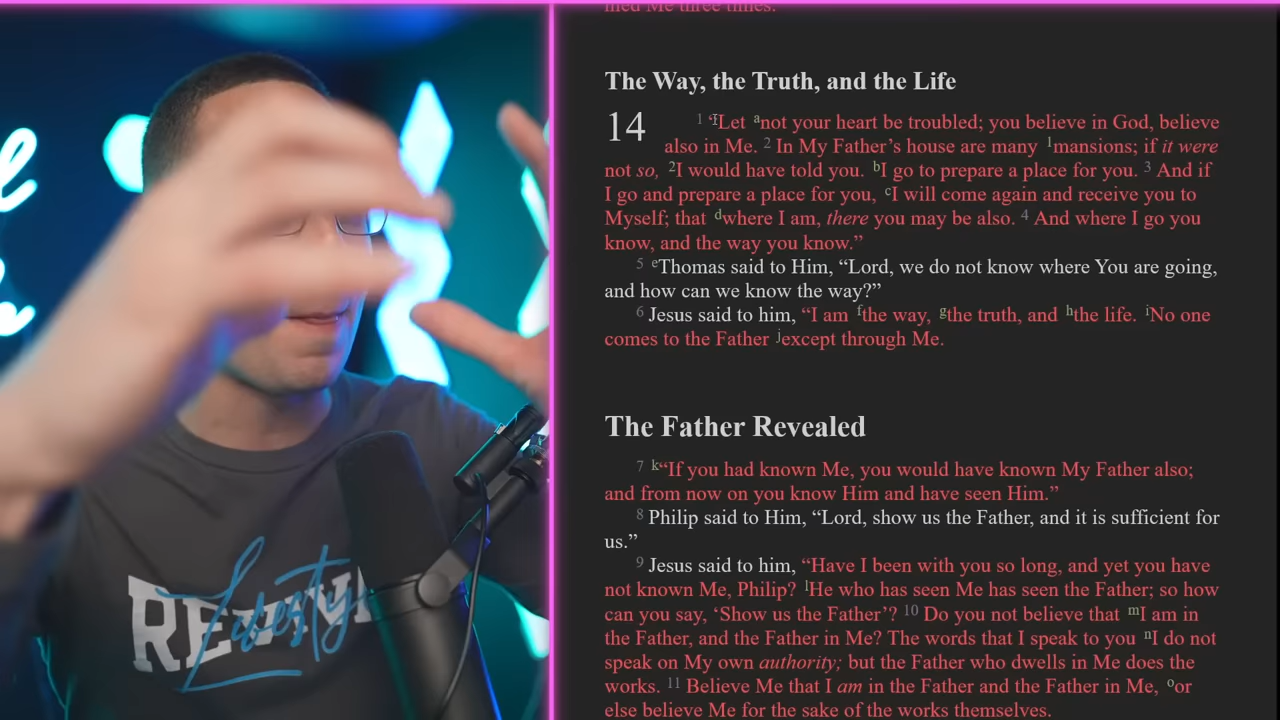 med Me three times.
The Way, the Truth, and the Life
14 1 “Let anot your heart be troubled; you believe in God, believe
also in Me. 2 In My Father’s house are many 1mansions; if it were
not so, 2I would have told you. bI go to prepare a place for you. 3 And if
I go and prepare a place for you, cI will come again and receive you to
Myself; that dwhere I am, there you may be also. 4 And where I go you
know, and the way you know.”
5 eThomas said to Him, “Lord, we do not know where You are going,
and how can we know the way?”
6 Jesus said to him, “I am fthe way, gthe truth, and hthe life. iNo one
comes to the Father jexcept through Me.
The Father Revealed
7 k“If you had known Me, you would have known My Father also;
and from now on you know Him and have seen Him.”
8 Philip said to Him, “Lord, show us the Father, and it is sufficient for
us.”
9 Jesus said to him, “Have I been with you so long, and yet you have
not known Me, Philip? lHe who has seen Me has seen the Father; so how
can you say, ‘Show us the Father’? 10 Do you not believe that mI am in
the Father, and the Father in Me? The words that I speak to you nI do not
speak on My own authority; but the Father who dwells in Me does the
works. 11 Believe Me that I am in the Father and the Father in Me, oor
else believe Me for the sake of the works themselves.
Lifestyle